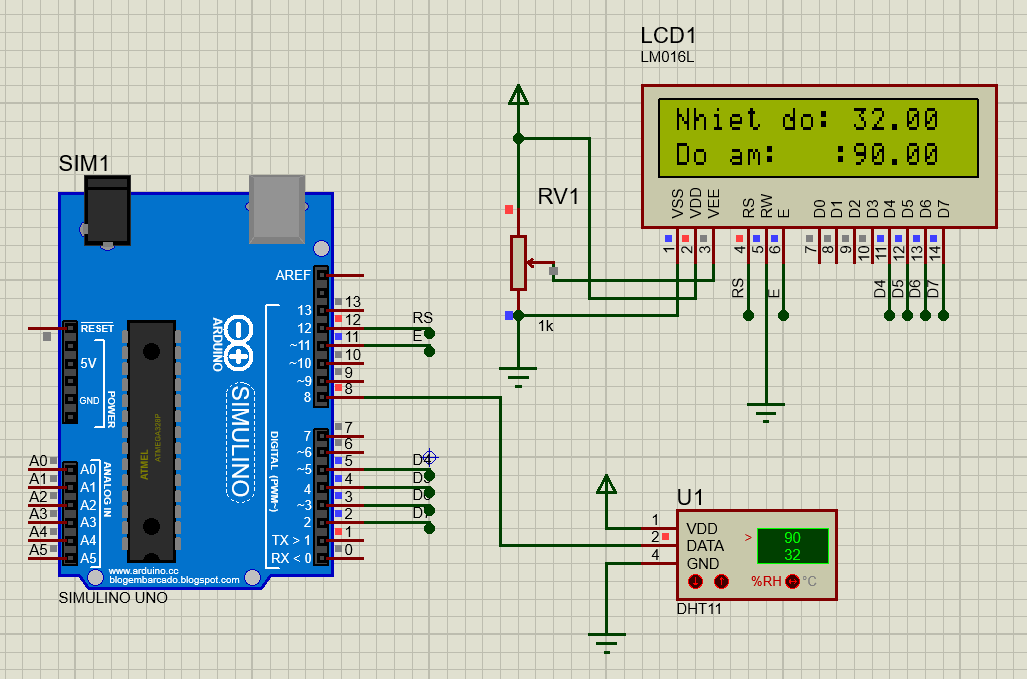 LCD1
LM016L
Nhiet do: 32.00
Do am:    :90.00
VSS
VDD
VEE
RS
RW
E
D0
D1
D2
D3
D4
D5
D6
D7
1
2
3
4
5
6
7
8
9
10
11
12
13
14
RS
E
D4
D5
D6
D7
RV1
1k
SIM1
AREF
RESET
5V
GND
POWER
ARDUINO
SIMULINO
ATMEL
ATMEGA328P
DIGITAL (PWM~)
ANALOG IN
13
12
~11
~10
~9
8
7
~6
~5
4
~3
2
TX > 1
RX < 0
13
12
11
10
9
8
7
6
5
4
3
2
1
0
RS
E
A0
A1
A2
A3
A4
A5
A0
A1
A2
A3
A4
A5
www.arduino.cc
blogembarcado.blogspot.com
SIMULINO UNO
U1
1
2
4
VDD
DATA
GND
>
90
32
%RH
°C
DHT11